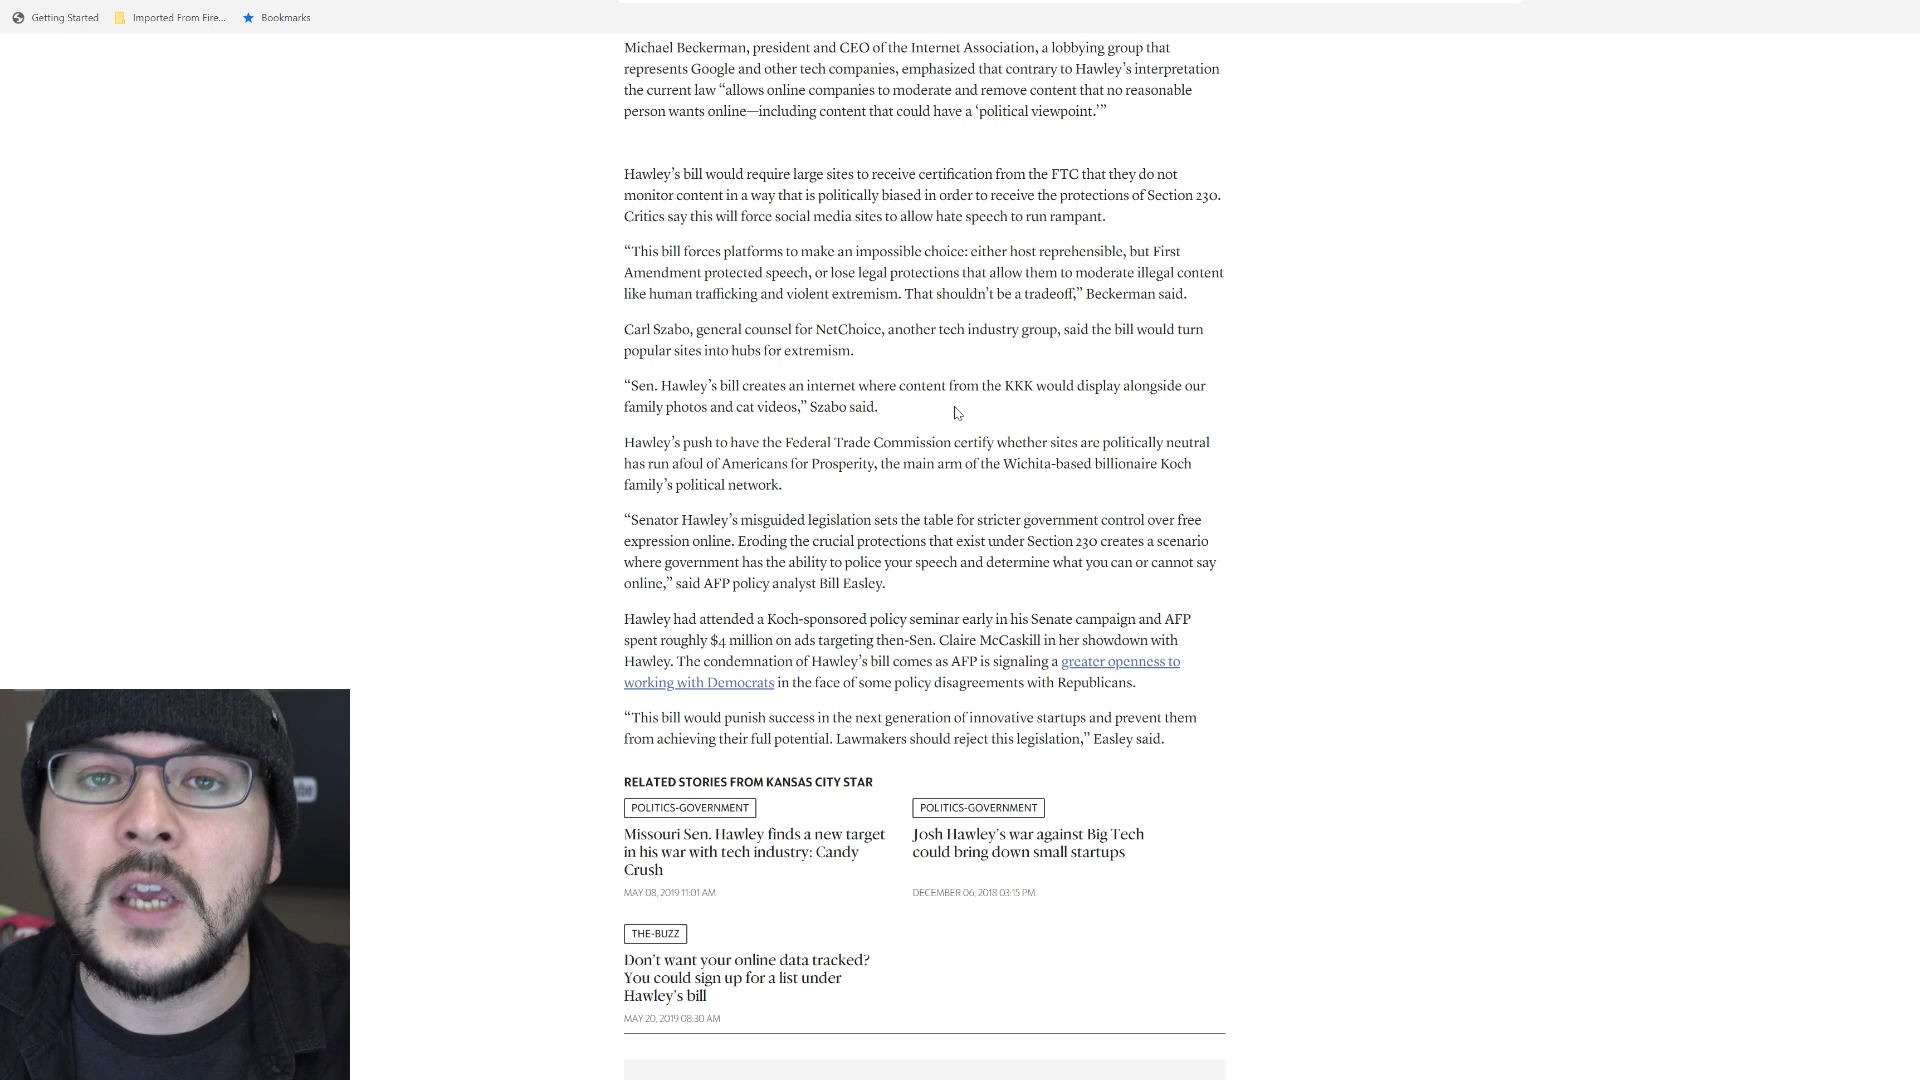 Getting Started
Imported From Fire...
Bookmarks
Michael Beckerman, president and CEO of the Internet Association, a lobbying group that
represents Google and other tech companies, emphasized that contrary to Hawley’s interpretation
the current law “allows online companies to moderate and remove content that no reasonable
person wants online—including content that could have a ‘political viewpoint.’”
Hawley’s bill would require large sites to receive certification from the FTC that they do not
monitor content in a way that is politically biased in order to receive the protections of Section 230.
Critics say this will force social media sites to allow hate speech to run rampant.
“This bill forces platforms to make an impossible choice: either host reprehensible, but First
Amendment protected speech, or lose legal protections that allow them to moderate illegal content
like human trafficking and violent extremism. That shouldn’t be a tradeoff,” Beckerman said.
Carl Szabo, general counsel for NetChoice, another tech industry group, said the bill would turn
popular sites into hubs for extremism.
“Sen. Hawley’s bill creates an internet where content from the KKK would display alongside our
family photos and cat videos,” Szabo said.
Hawley’s push to have the Federal Trade Commission certify whether sites are politically neutral
has run afoul of Americans for Prosperity, the main arm of the Wichita-based billionaire Koch
family’s political network.
“Senator Hawley’s misguided legislation sets the table for stricter government control over free
expression online. Eroding the crucial protections that exist under Section 230 creates a scenario
where government has the ability to police your speech and determine what you can or cannot say
online,” said AFP policy analyst Bill Easley.
Hawley had attended a Koch-sponsored policy seminar early in his Senate campaign and AFP
spent roughly $4 million on ads targeting then-Sen. Claire McCaskill in her showdown with
Hawley. The condemnation of Hawley’s bill comes as AFP is signaling a greater openness to
working with Democrats in the face of some policy disagreements with Republicans.
“This bill would punish success in the next generation of innovative startups and prevent them
from achieving their full potential. Lawmakers should reject this legislation,” Easley said.
RELATED STORIES FROM KANSAS CITY STAR
POLITICS-GOVERNMENT
Missouri Sen. Hawley finds a new target
in his war with tech industry: Candy
Crush
MAY 08, 2019 11:01 AM
POLITICS-GOVERNMENT
Josh Hawley’s war against Big Tech
could bring down small startups
DECEMBER 06, 2018 03:15 PM
THE-BUZZ
Don’t want your online data tracked?
You could sign up for a list under
Hawley’s bill
MAY 20, 2019 08:30 AM